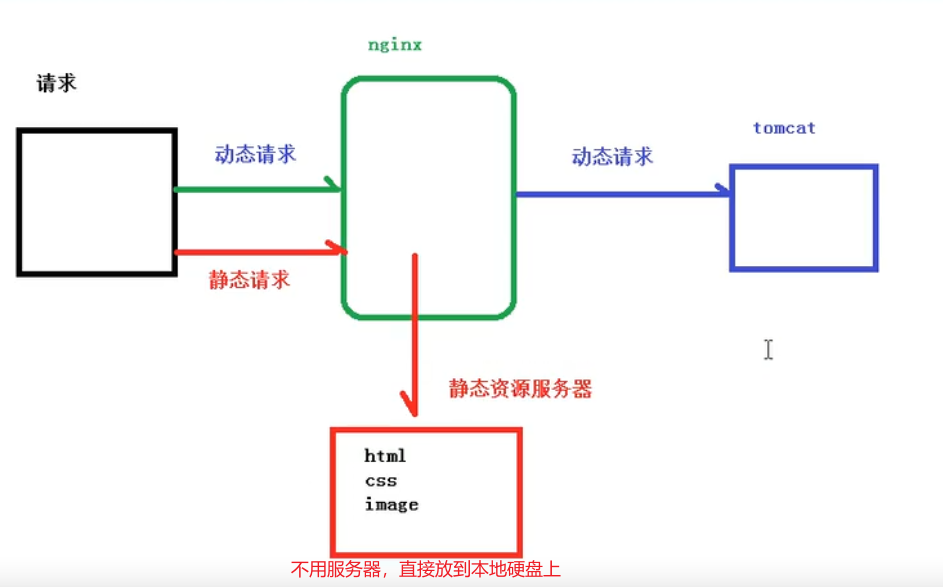 nginx
请求
tomcat
动态请求
动态请求
静态请求
静态资源服务器
html
css
image
不用服务器，直接放到本地硬盘上